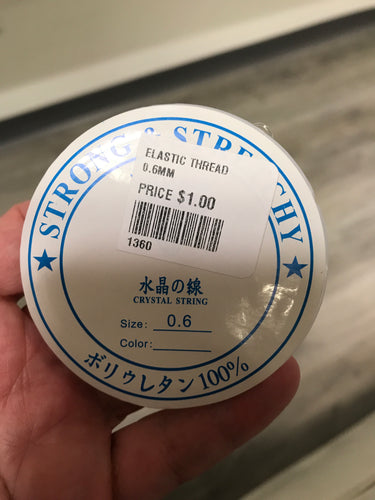 STRONG & STRETCHY
ELASTIC THREAD
0.6MM
PRICE $1.00
1360
水晶の線
CRYSTAL STRING
Size: 0.6
Color:
ポリウレタン100%